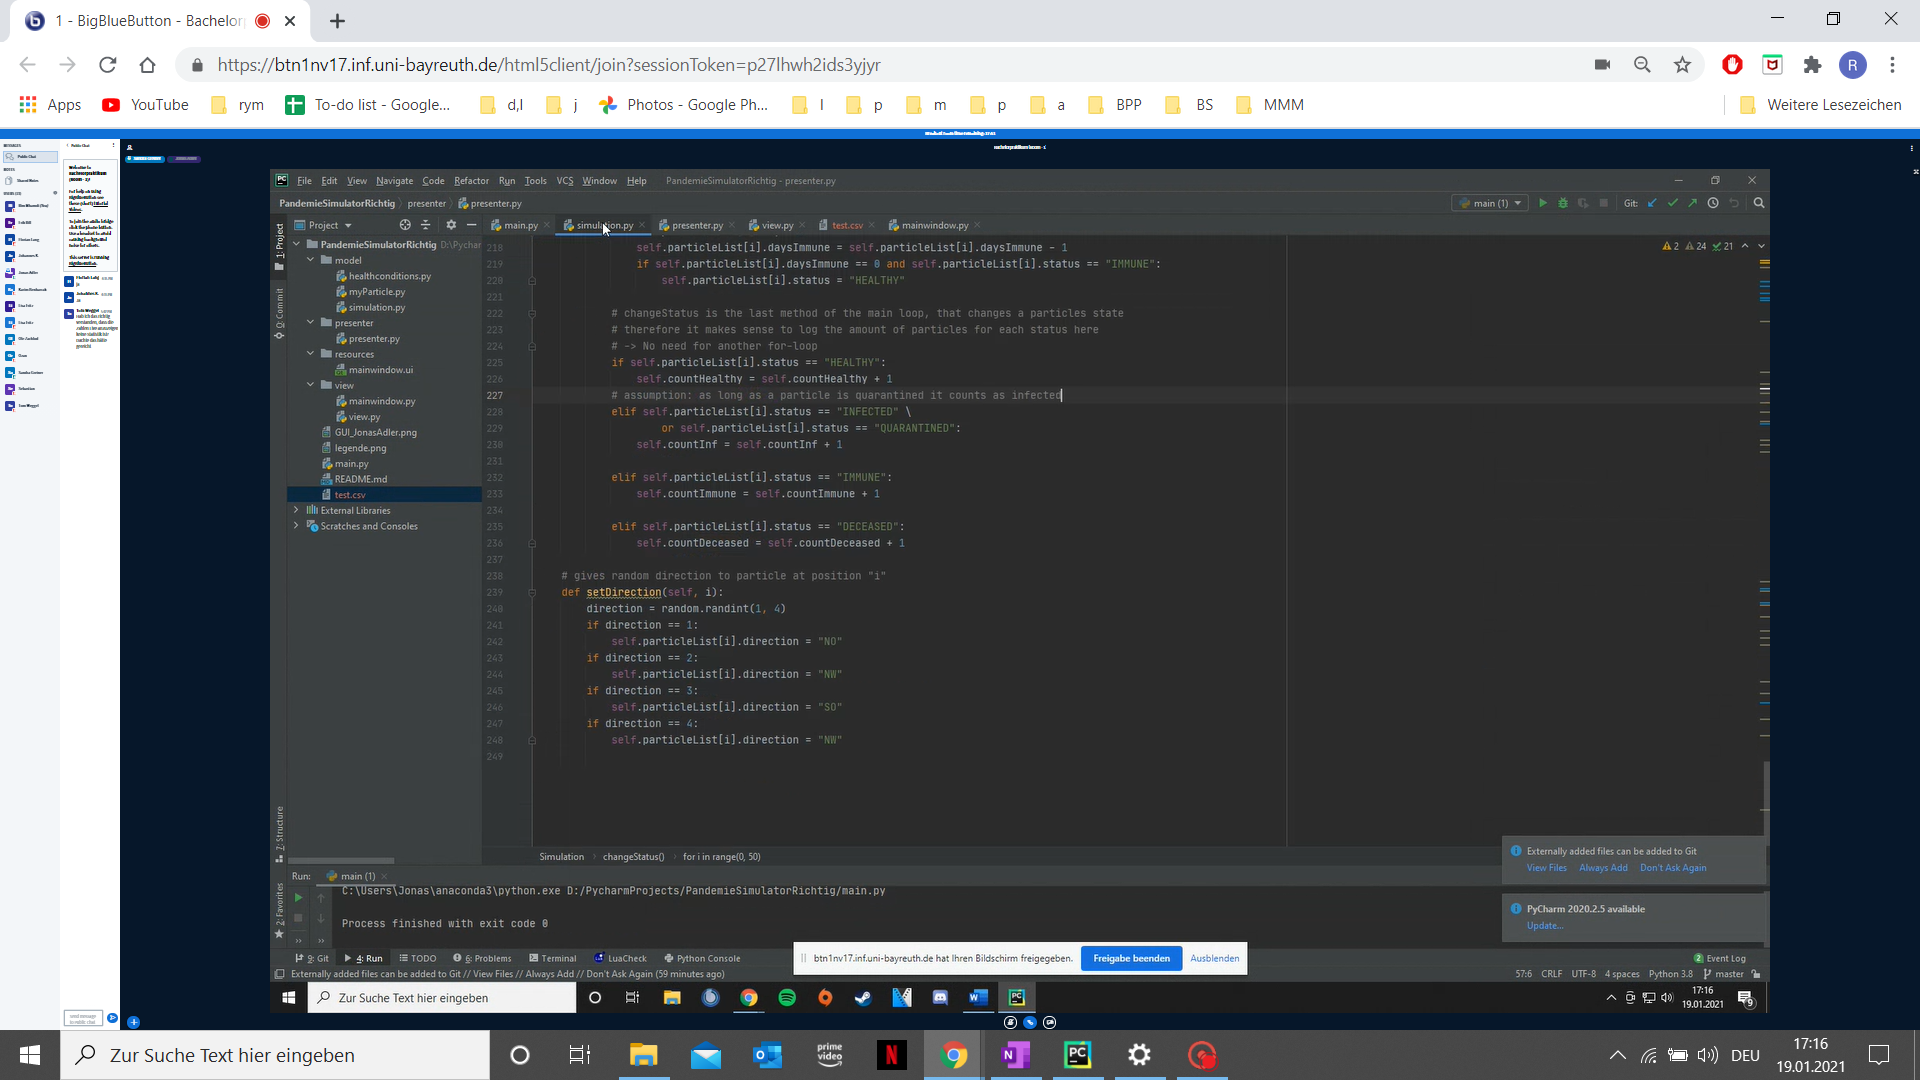 1 - BigBlueButton - Bachelor
https://btn1nv17.inf.uni-bayreuth.de/html5client/join?sessionToken=p27lhwh2ids3yjyr
R
Apps YouTube rym To-do list - Google... d,l j Photos - Google Ph... l p m p a BPP BS MMM Weitere Lesezeichen
Public Chat
Public Chat
Shared Notes
File Edit View Navigate Code Refactor Run Tools VCS Window Help PandemieSimulatorRichtig - presenter.py
PandemieSimulatorRichtig presenter presenter.py main (1) Git:
Project main.py simulation.py presenter.py view.py test.csv mainwindow.py
1: Project
0: Commit
7: Structure
2: Favorites
PandemieSimulatorRichtig D:\Pychar
model
healthconditions.py
myParticle.py
simulation.py
presenter
presenter.py
resources
mainwindow.ui
view
mainwindow.py
view.py
GUI_JonasAdler.png
legende.png
main.py
README.md
test.csv
External Libraries
Scratches and Consoles
2 24 21
218 self.particleList[i].daysImmune = self.particleList[i].daysImmune - 1
219 if self.particleList[i].daysImmune == 0 and self.particleList[i].status == "IMMUNE":
220 self.particleList[i].status = "HEALTHY"
221
222 # changeStatus is the last method of the main loop, that changes a particles state
223 # therefore it makes sense to log the amount of particles for each status here
224 # -> No need for another for-loop
225 if self.particleList[i].status == "HEALTHY":
226 self.countHealthy = self.countHealthy + 1
227 # assumption: as long as a particle is quarantined it counts as infected
228 elif self.particleList[i].status == "INFECTED" \
229 or self.particleList[i].status == "QUARANTINED":
230 self.countInf = self.countInf + 1
231
232 elif self.particleList[i].status == "IMMUNE":
233 self.countImmune = self.countImmune + 1
234
235 elif self.particleList[i].status == "DECEASED":
236 self.countDeceased = self.countDeceased + 1
237
238 # gives random direction to particle at position "i"
239 def setDirection(self, i):
240 direction = random.randint(1, 4)
241 if direction == 1:
242 self.particleList[i].direction = "NO"
243 if direction == 2:
244 self.particleList[i].direction = "NW"
245 if direction == 3:
246 self.particleList[i].direction = "SO"
247 if direction == 4:
248 self.particleList[i].direction = "NW"
249
Simulation changeStatus() for i in range(0, 50)
Externally added files can be added to Git
View Files Always Add Don't Ask Again
PyCharm 2020.2.5 available
Update...
Run: main (1)
C:\Users\Jonas\anaconda3\python.exe D:/PycharmProjects/PandemieSimulatorRichtig/main.py
Process finished with exit code 0
9: Git 4: Run TODO 6: Problems Terminal LuaCheck Python Console 2 Event Log
btn1nv17.inf.uni-bayreuth.de hat Ihren Bildschirm freigegeben. Freigabe beenden Ausblenden
Externally added files can be added to Git // View Files // Always Add // Don't Ask Again (59 minutes ago) 57:6 CRLF UTF-8 4 spaces Python 3.8 master
Zur Suche Text hier eingeben
17:16
19.01.2021
9
Zur Suche Text hier eingeben
prime video
N
DEU
17:16
19.01.2021